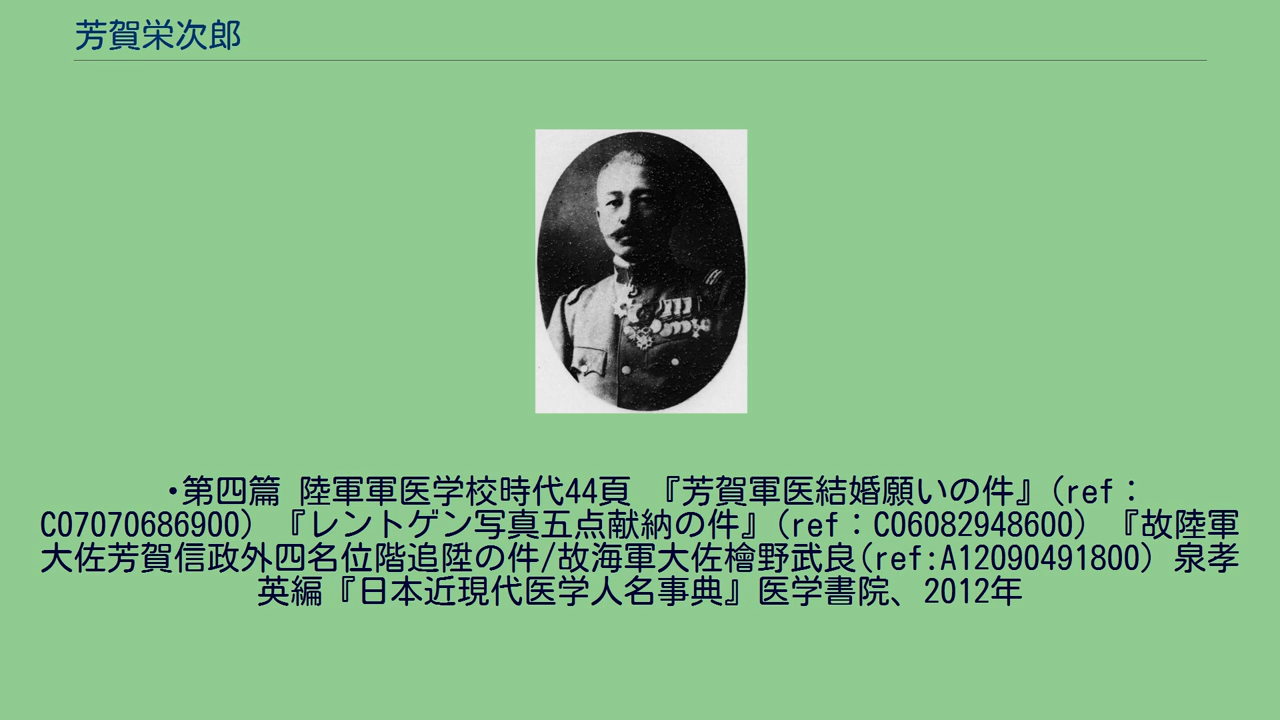 芳賀栄次郎
•第四篇 陸軍軍医学校時代44頁 『芳賀軍医結婚願いの件』(ref：
C07070686900) 『レントゲン写真五点献納の件』(ref：C06082948600) 『故陸軍
大佐芳賀信政外四名位階追陞の件/故海軍大佐檜野武良(ref:A12090491800) 泉孝
英編『日本近現代医学人名事典』医学書院、2012年